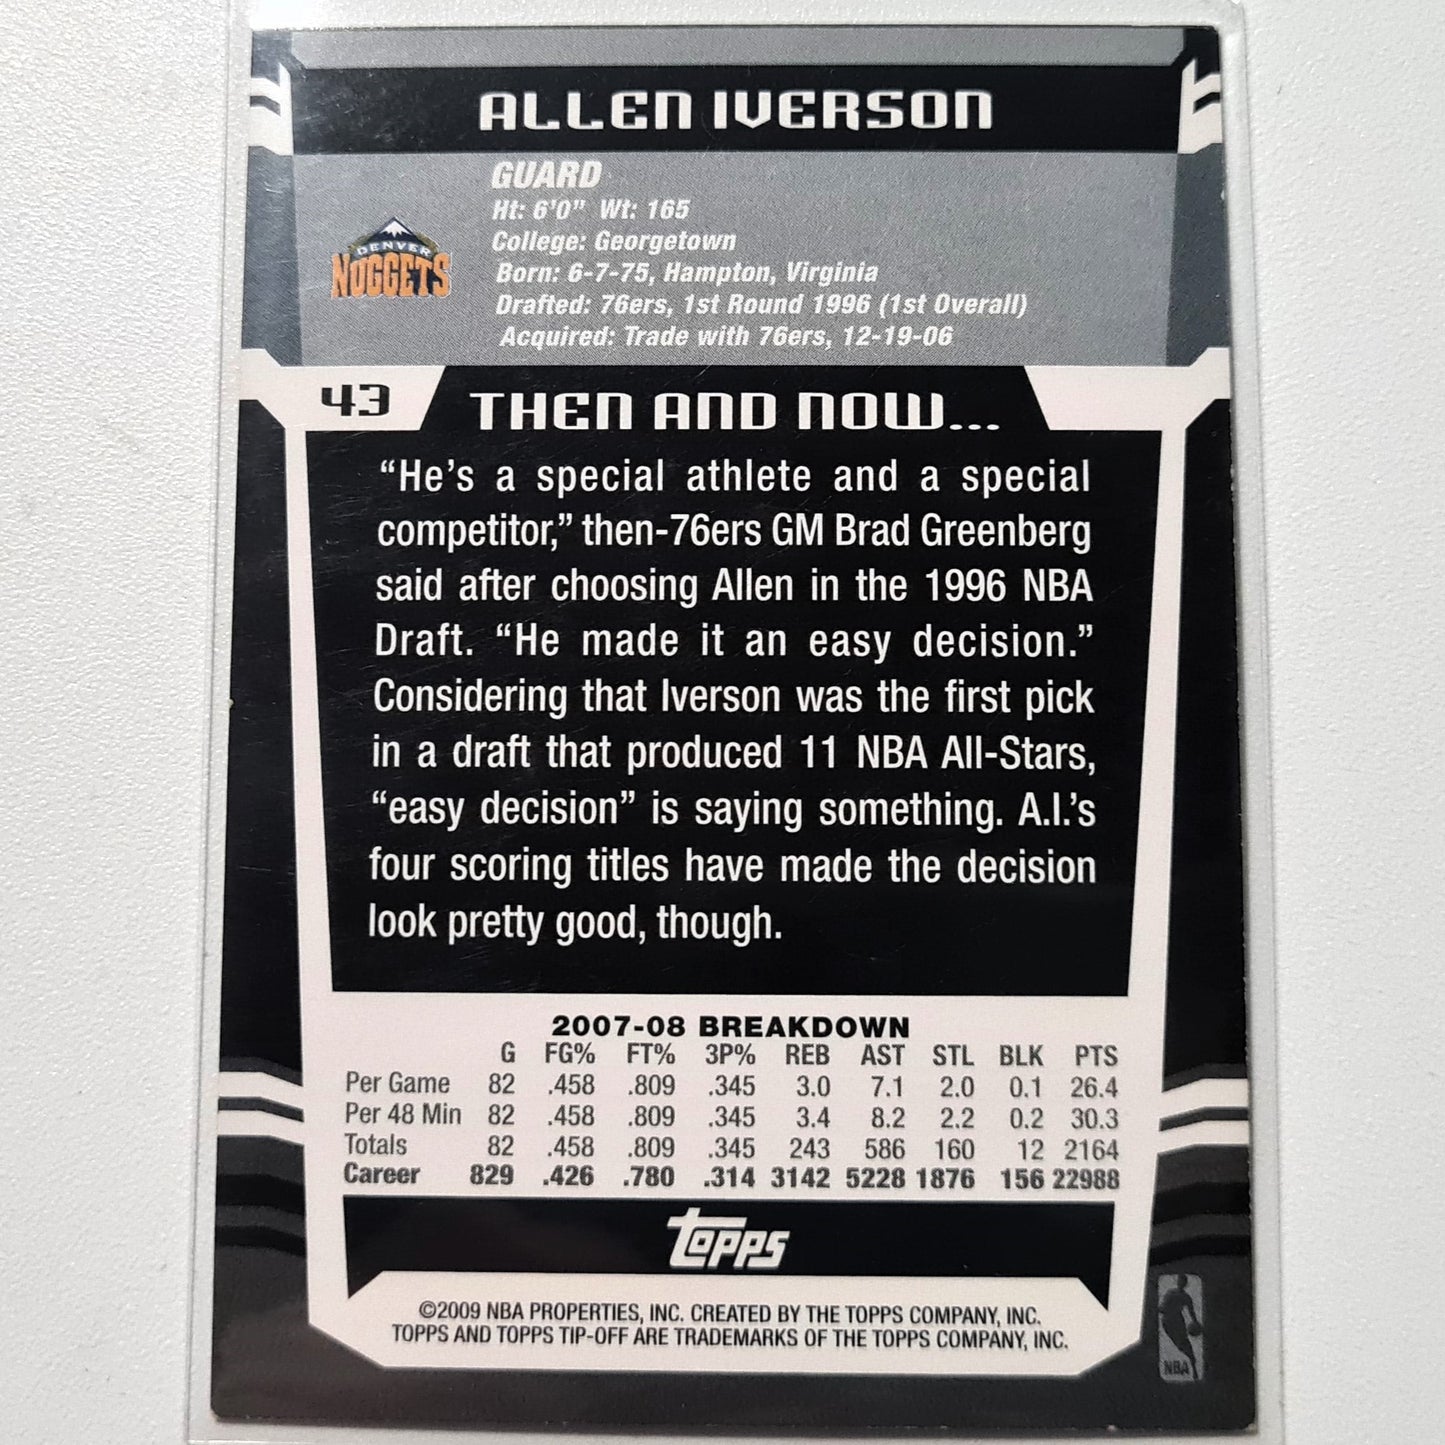 ALLEN IVERSON
GUARD
Ht: 6'0" Wt: 165
College: Georgetown
Born: 6-7-75, Hampton, Virginia
Drafted: 76ers, 1st Round 1996 (1st Overall)
Acquired: Trade with 76ers, 12-19-06
DENVER
NUGGETS
43
THEN AND NOW...
“He’s a special athlete and a special
competitor,” then-76ers GM Brad Greenberg
said after choosing Allen in the 1996 NBA
Draft. “He made it an easy decision.”
Considering that Iverson was the first pick
in a draft that produced 11 NBA All-Stars,
“easy decision” is saying something. A.I.’s
four scoring titles have made the decision
look pretty good, though.
2007-08 BREAKDOWN
G FG% FT% 3P% REB AST STL BLK PTS
Per Game 82 .458 .809 .345 3.0 7.1 2.0 0.1 26.4
Per 48 Min 82 .458 .809 .345 3.4 8.2 2.2 0.2 30.3
Totals 82 .458 .809 .345 243 586 160 12 2164
Career 829 .426 .780 .314 3142 5228 1876 156 22988
topps
©2009 NBA PROPERTIES, INC. CREATED BY THE TOPPS COMPANY, INC.
TOPPS AND TOPPS TIP-OFF ARE TRADEMARKS OF THE TOPPS COMPANY, INC.
NBA